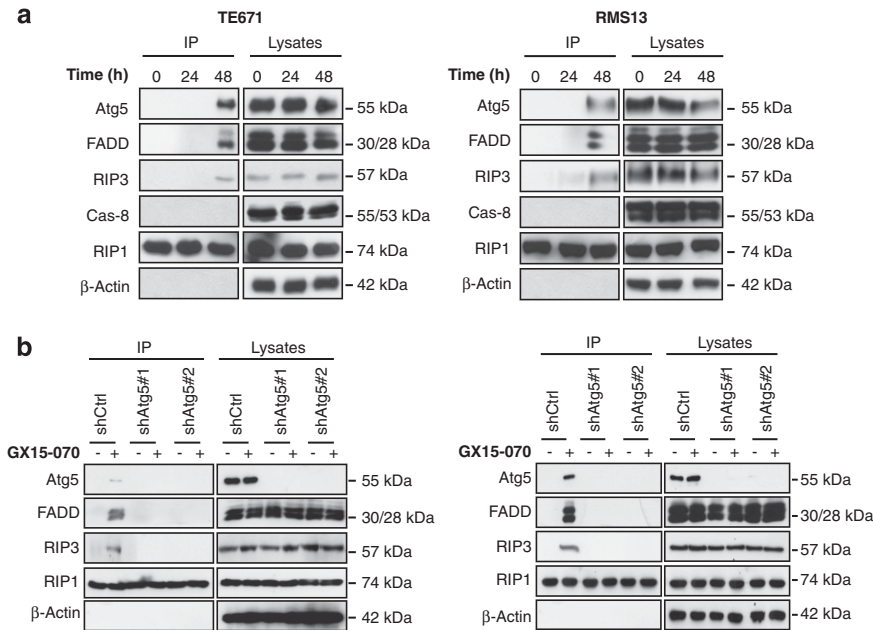 a
TE671
RMS13
IP Lysates
IP Lysates
Time (h) 0 24 48 0 24 48
Time (h) 0 24 48 0 24 48
Atg5 – 55 kDa
FADD – 30/28 kDa
RIP3 – 57 kDa
Cas-8 – 55/53 kDa
RIP1 – 74 kDa
β-Actin – 42 kDa
Atg5 – 55 kDa
FADD – 30/28 kDa
RIP3 – 57 kDa
Cas-8 – 55/53 kDa
RIP1 – 74 kDa
β-Actin – 42 kDa
b
IP Lysates
shCtrl shAtg5#1 shAtg5#2 shCtrl shAtg5#1 shAtg5#2
GX15-070 - + - + - + - + - + - +
Atg5 – 55 kDa
FADD – 30/28 kDa
RIP3 – 57 kDa
RIP1 – 74 kDa
β-Actin – 42 kDa
IP Lysates
shCtrl shAtg5#1 shAtg5#2 shCtrl shAtg5#1 shAtg5#2
GX15-070 - + - + - + - + - + - +
Atg5 – 55 kDa
FADD – 30/28 kDa
RIP3 – 57 kDa
RIP1 – 74 kDa
β-Actin – 42 kDa